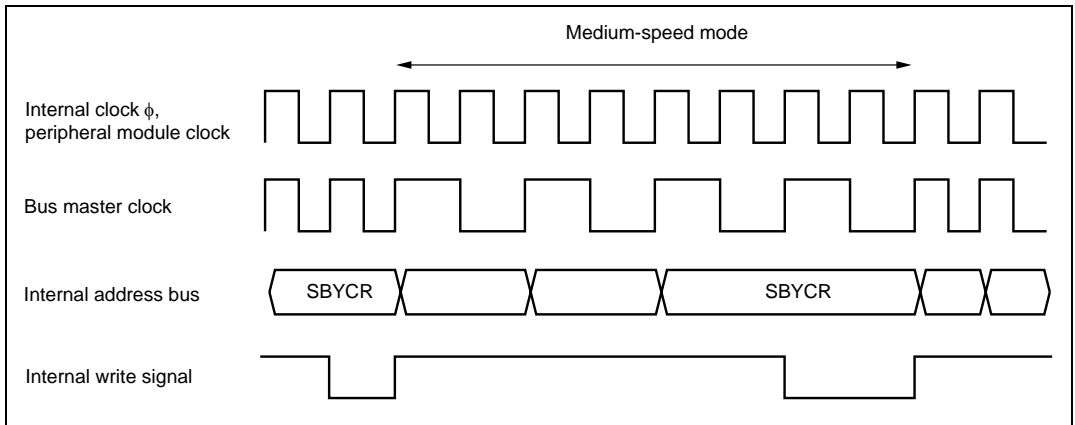 Medium-speed mode
Internal clock ϕ,
peripheral module clock
Bus master clock
Internal address bus
SBYCR
SBYCR
Internal write signal